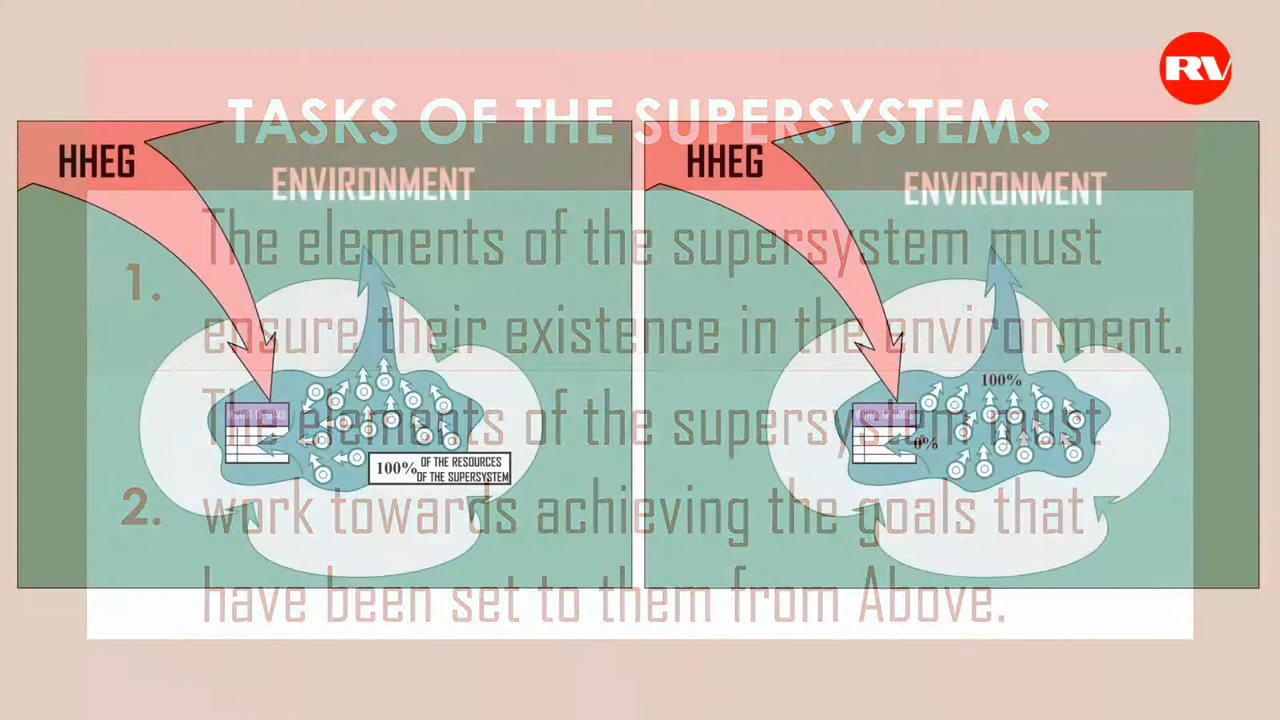 RV
TASKS OF THE SUPERSYSTEMS
HHEG
ENVIRONMENT
HHEG
ENVIRONMENT
1.
The elements of the supersystem must
ensure their existence in the environment.
2.
The elements of the supersystem must
work towards achieving the goals that
have been set to them from Above.
100% OF THE RESOURCES
OF THE SUPERSYSTEM
100%
0%